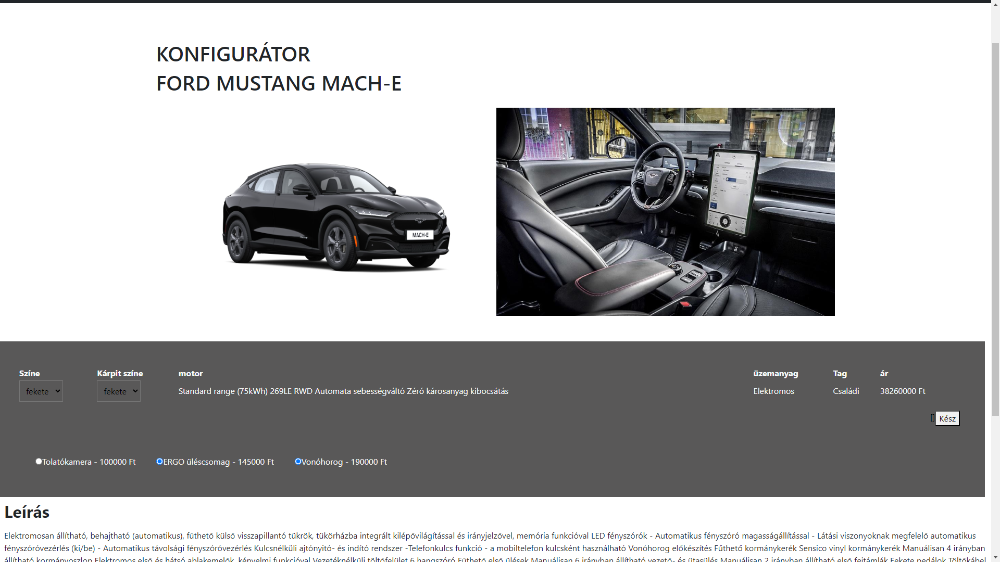 KONFIGURÁTOR
FORD MUSTANG MACH-E
MACH-E
Színe Kárpit színe motor üzemanyag Tag ár
fekete fekete Standard range (75kWh) 269LE RWD Automata sebességváltó Zéró károsanyag kibocsátás Elektromos Családi 38260000 Ft
Kész
Tolatókamera - 100000 Ft ERGO üléscsomag - 145000 Ft Vonóhorog - 190000 Ft
Leírás
Elektromosan állítható, behajtható (automatikus), fűthető külső visszapillantó tükrök, tükörházba integrált kilépővilágítással és irányjelzővel, memória funkcióval LED fényszórók - Automatikus fényszóró magasságállítással - Látási viszonyoknak megfelelő automatikus
fényszóróvezérlés (ki/be) - Automatikus távolsági fényszóróvezérlés Kulcsnélküli ajtónyitó- és indító rendszer -Telefonkulcs funkció - a mobiltelefon kulcsként használható Vonóhorog előkészítés Fűthető kormánykerék Sensico vinyl kormánykerék Manuálisan 4 irányban
állítható kormányoszlop Elektromos első és hátsó ablakemelők, kényelmi funkcióval Vezetéknélküli töltőfelület 6 hangszóró Fűthető első ülések Manuálisan 6 irányban állítható vezető- és utasülés Manuálisan 2 irányban állítható első fejtámlák Fekete pedálok Töltőkábel